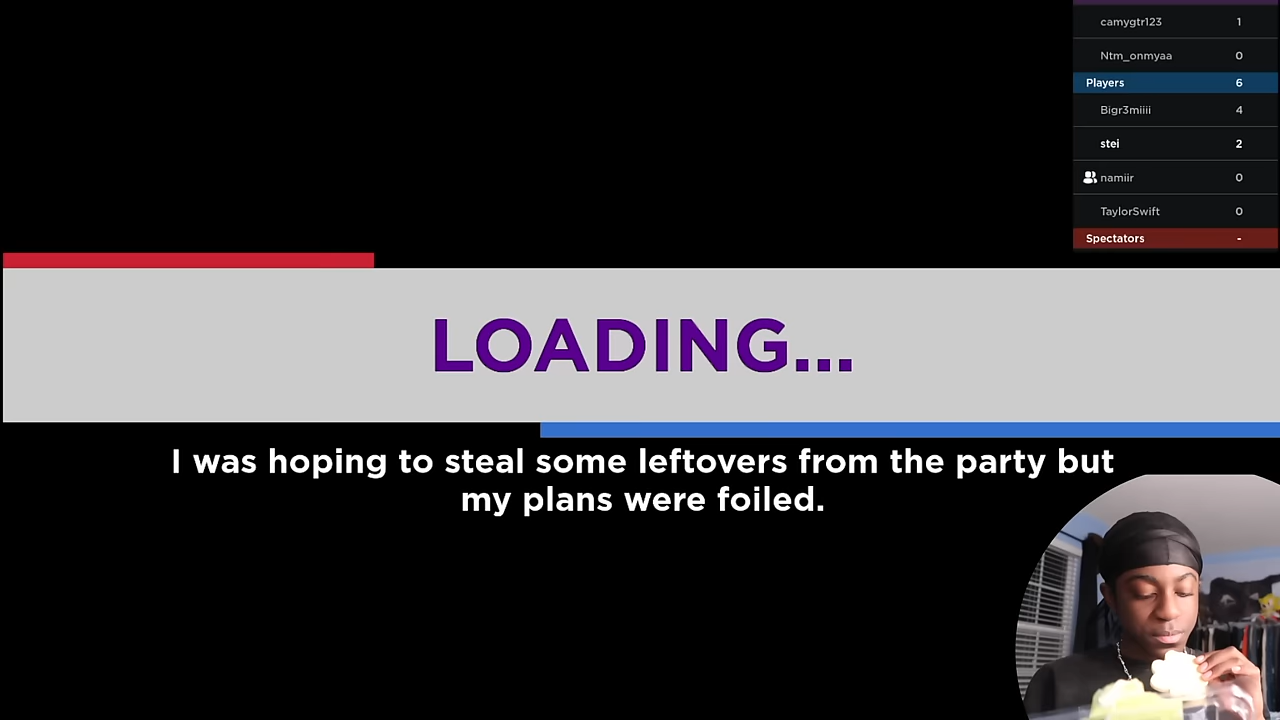 camygtr123 1
Ntm_onmyaa 0
Players 6
Bigr3miiii 4
stei 2
namiir 0
TaylorSwift 0
Spectators -
LOADING...
I was hoping to steal some leftovers from the party but
my plans were foiled.